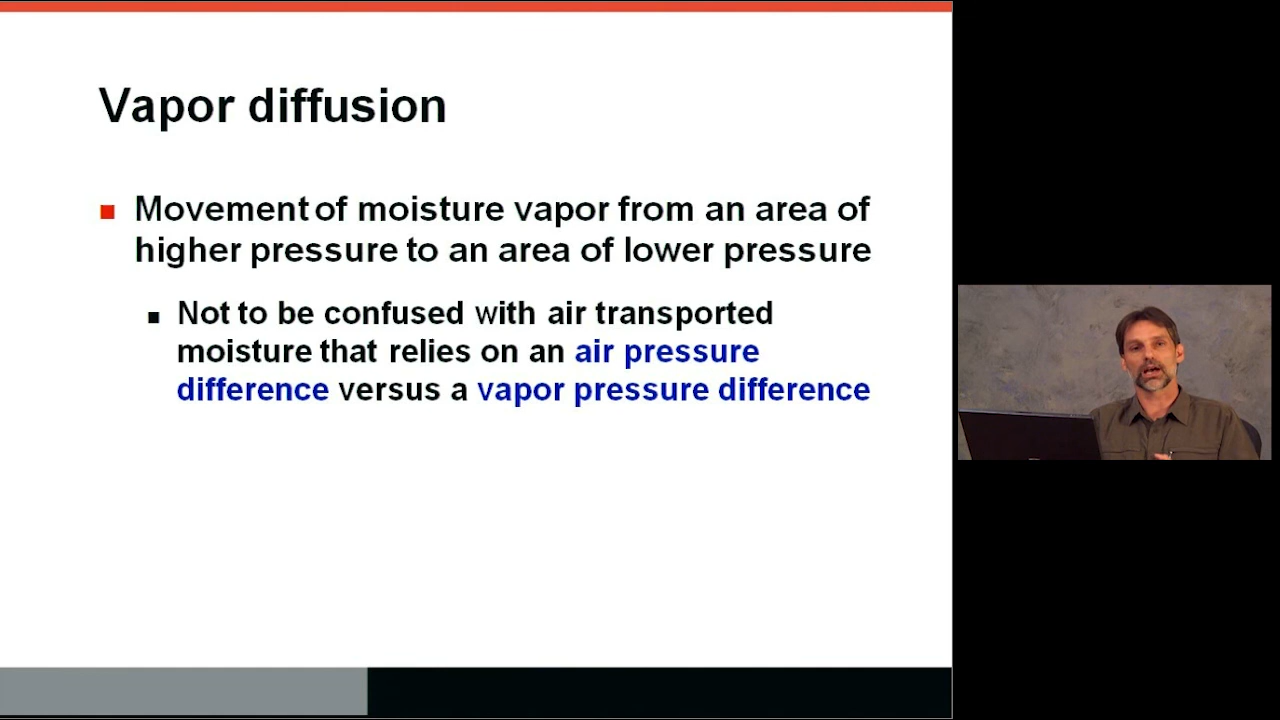 Vapor diffusion
Movement of moisture vapor from an area of
higher pressure to an area of lower pressure
Not to be confused with air transported
moisture that relies on an air pressure
difference versus a vapor pressure difference